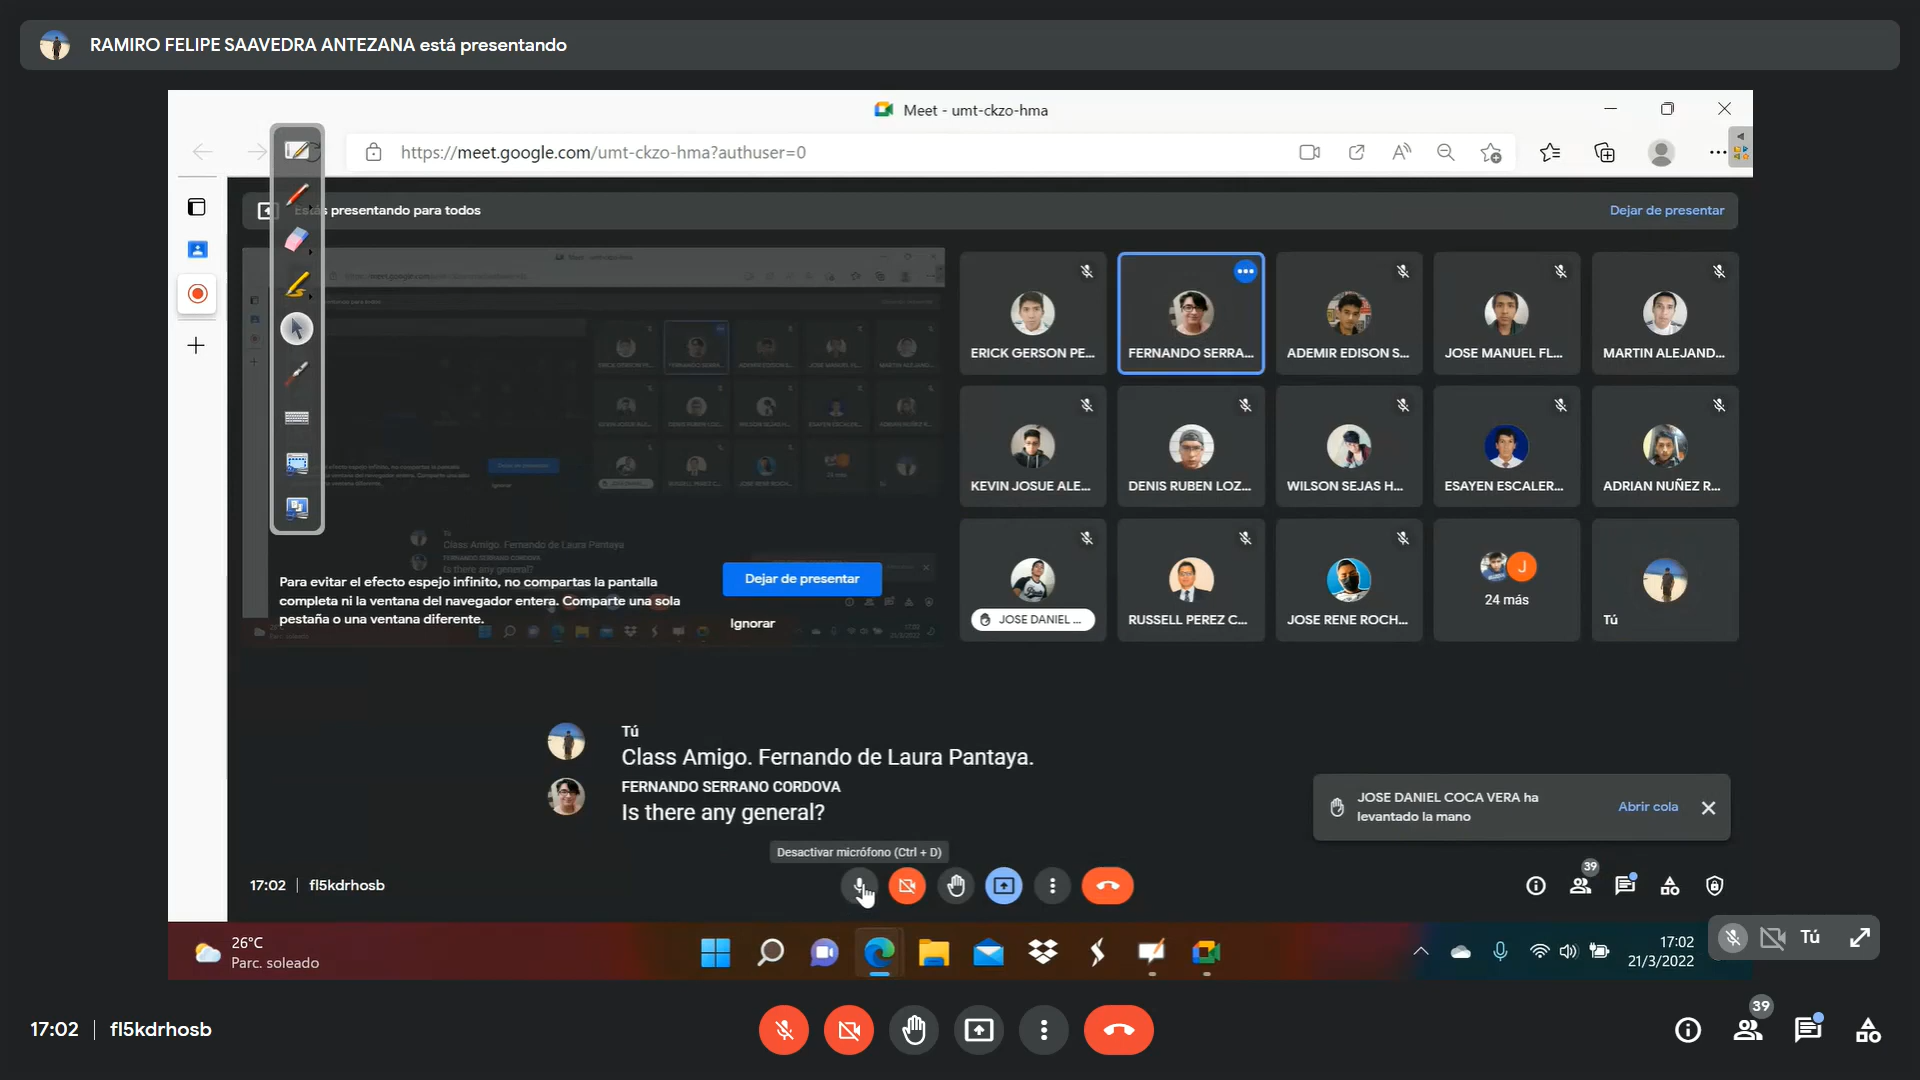 RAMIRO FELIPE SAAVEDRA ANTEZANA está presentando
Meet - umt-ckzo-hma
https://meet.google.com/umt-ckzo-hma?authuser=0
Estás presentando para todos
Dejar de presentar
ERICK GERSON PE...
FERNANDO SERRA...
ADEMIR EDISON S...
JOSE MANUEL FL...
MARTIN ALEJAND...
KEVIN JOSUE ALE...
DENIS RUBEN LOZ...
WILSON SEJAS H...
ESAYEN ESCALER...
ADRIAN NUÑEZ R...
JOSE DANIEL ...
RUSSELL PEREZ C...
JOSE RENE ROCH...
J
24 más
Tú
Para evitar el efecto espejo infinito, no compartas la pantalla
completa ni la ventana del navegador entera. Comparte una sola
pestaña o una ventana diferente.
Dejar de presentar
Ignorar
Tú
Class Amigo. Fernando de Laura Pantaya.
FERNANDO SERRANO CORDOVA
Is there any general?
JOSE DANIEL COCA VERA ha
levantado la mano
Abrir cola
Desactivar micrófono (Ctrl + D)
17:02 | fl5kdrhosb
39
26°C
Parc. soleado
17:02
21/3/2022
Tú
17:02 | fl5kdrhosb
39